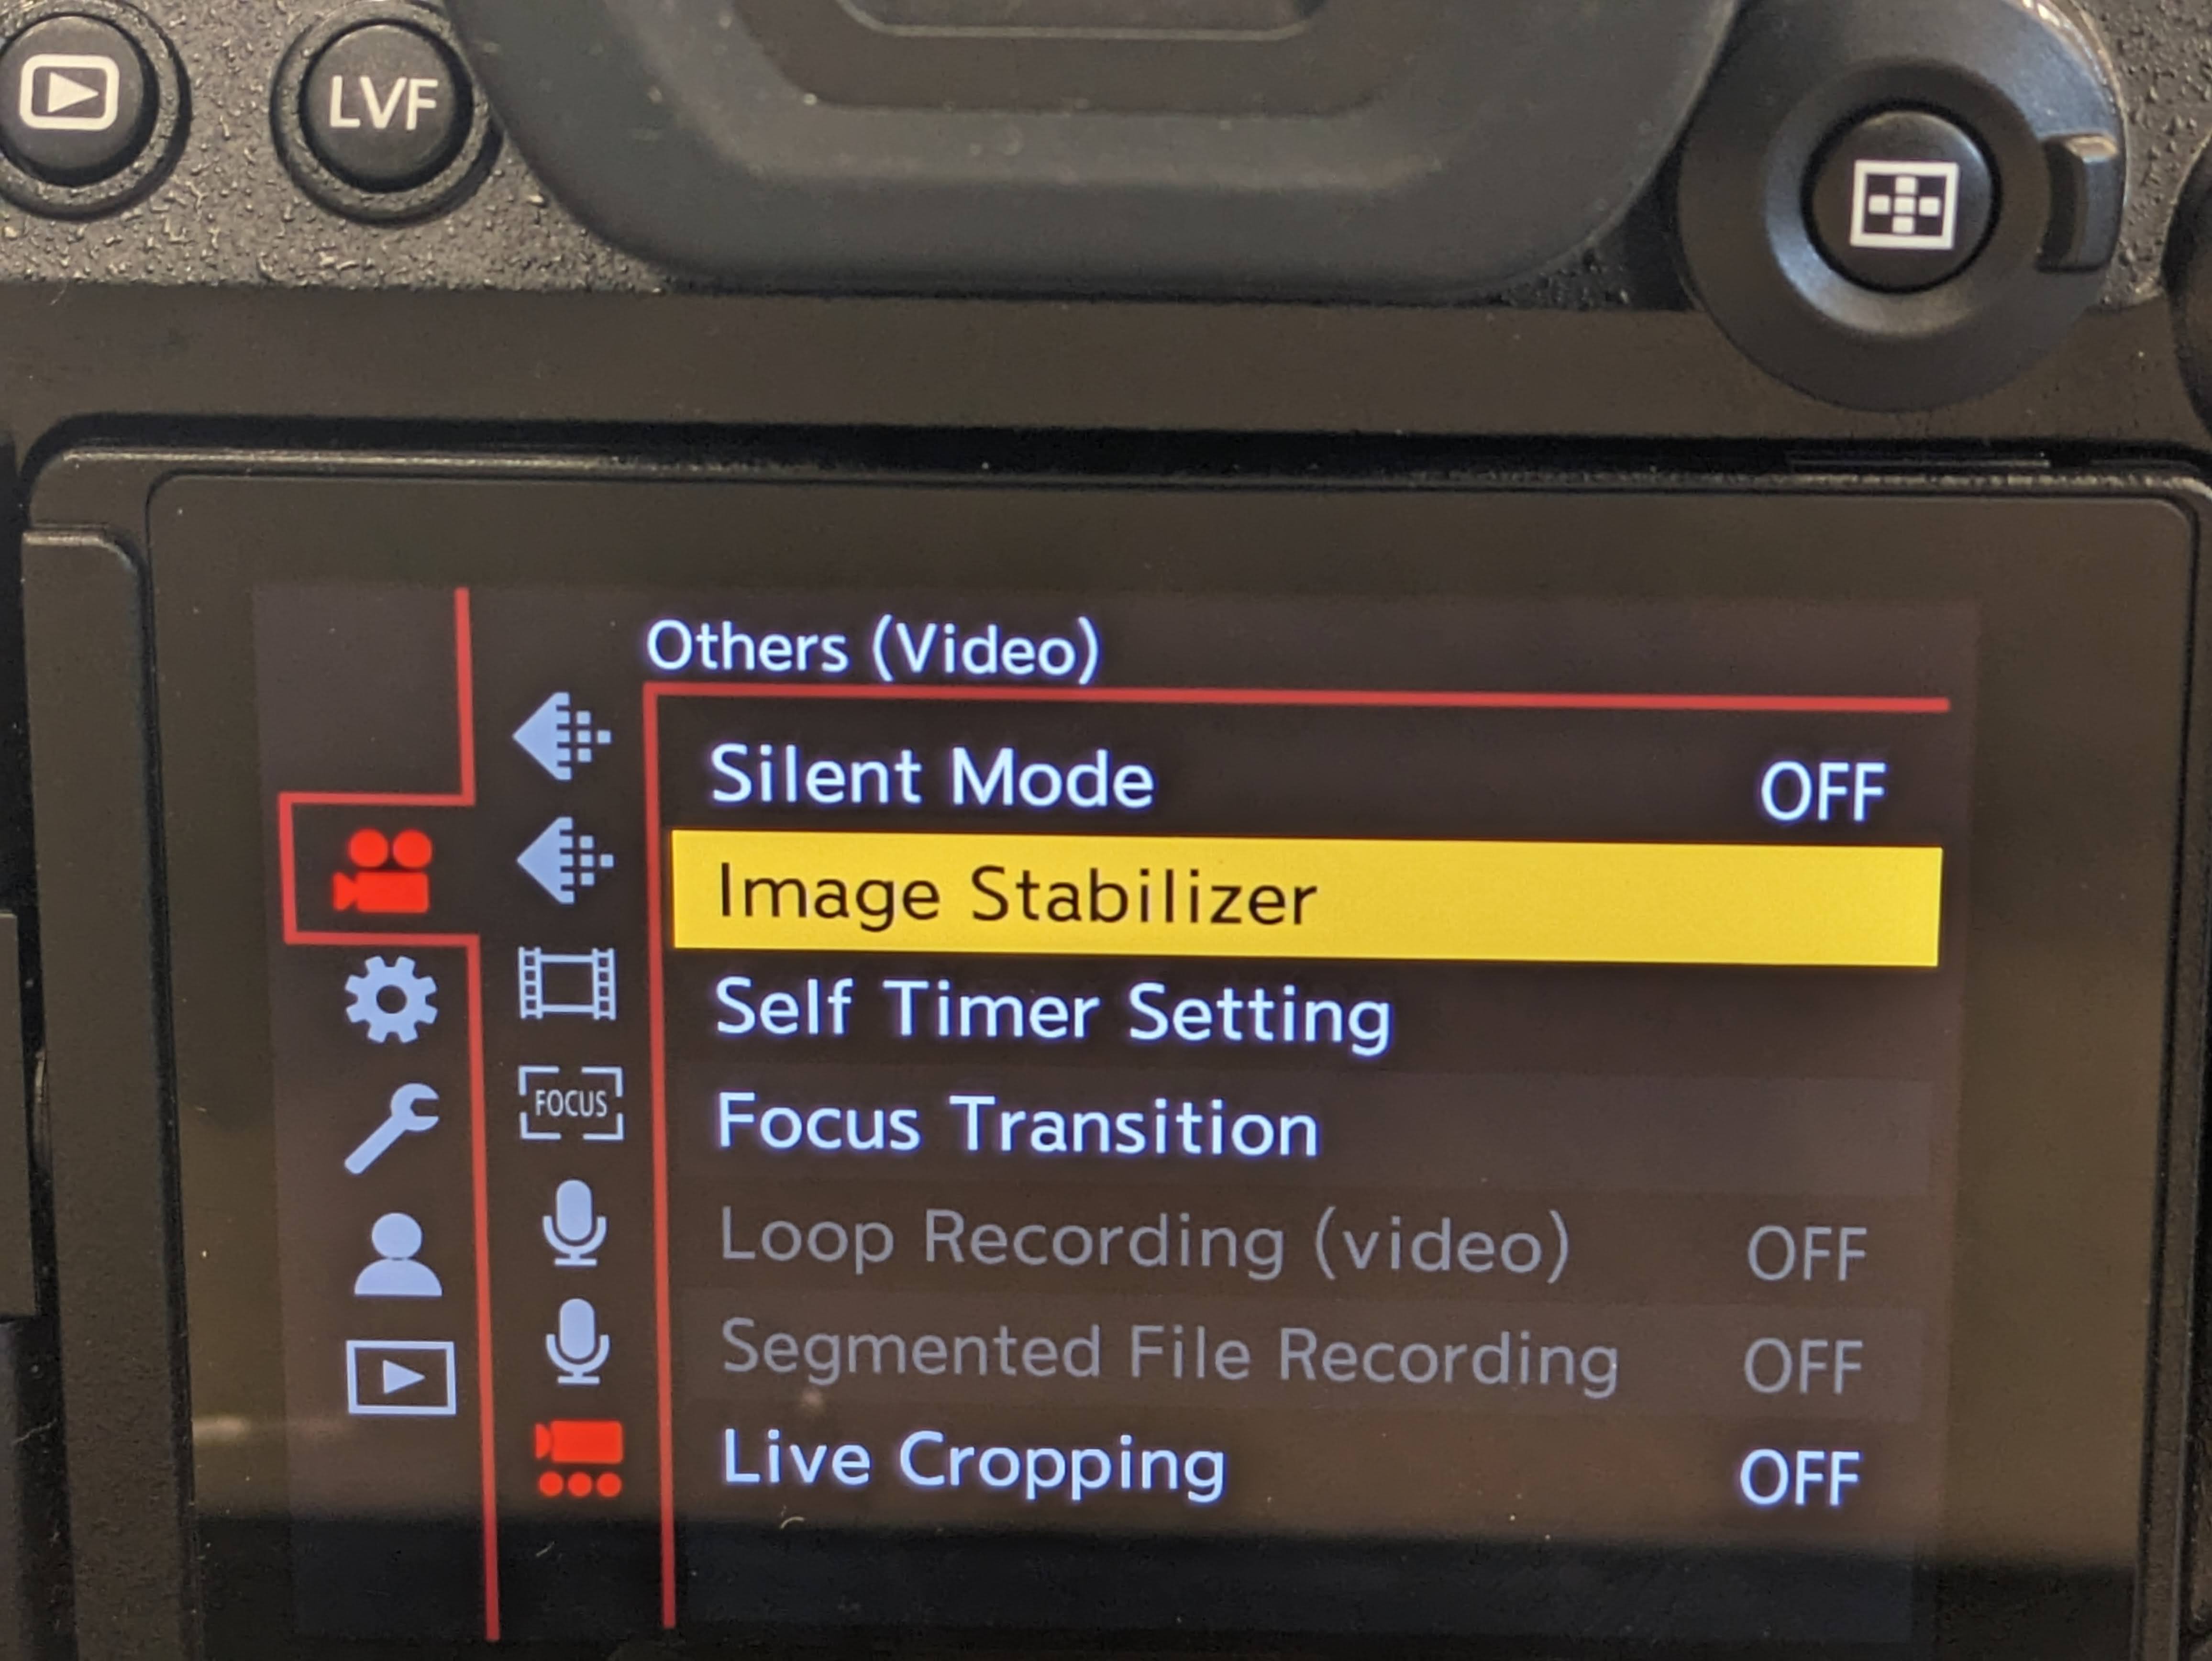 LVF
Others (Video)
Silent Mode OFF
Image Stabilizer
Self Timer Setting
FOCUS
Focus Transition
Loop Recording (video) OFF
Segmented File Recording OFF
Live Cropping OFF